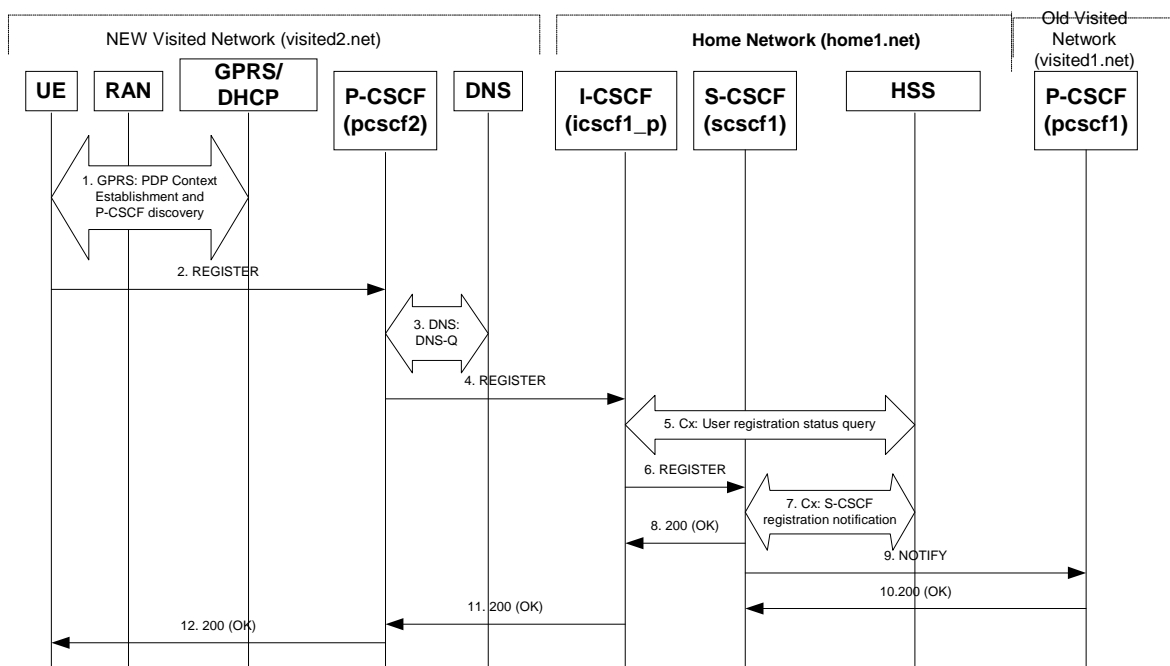 NEW Visited Network (visited2.net)
Home Network (home1.net)
Old Visited
Network
(visited1.net)
UE
RAN
GPRS/
DHCP
P-CSCF
(pcscf2)
DNS
I-CSCF
(icscf1_p)
S-CSCF
(scscf1)
HSS
P-CSCF
(pcscf1)
1. GPRS: PDP Context
Establishment and
P-CSCF discovery
2. REGISTER
3. DNS:
DNS-Q
4. REGISTER
5. Cx: User registration status query
6. REGISTER
7. Cx: S-CSCF
registration notification
8. 200 (OK)
9. NOTIFY
10.200 (OK)
11. 200 (OK)
12. 200 (OK)